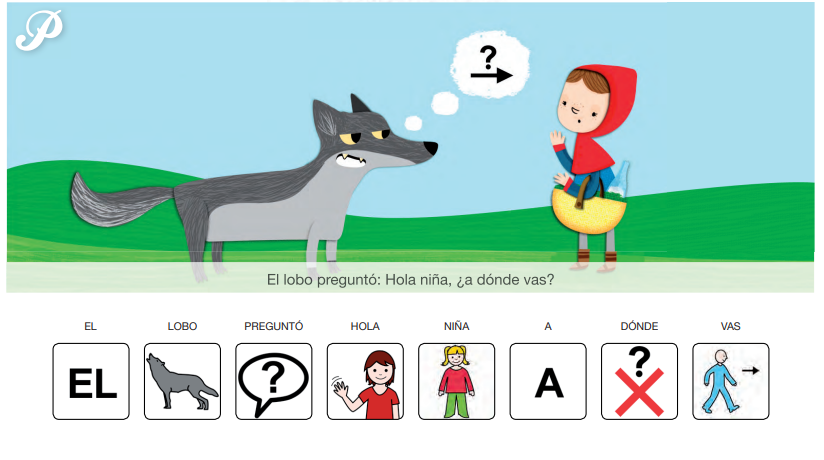 P
?
El lobo preguntó: Hola niña, ¿a dónde vas?
EL LOBO PREGUNTÓ HOLA NIÑA A DÓNDE VAS
EL ? A ?